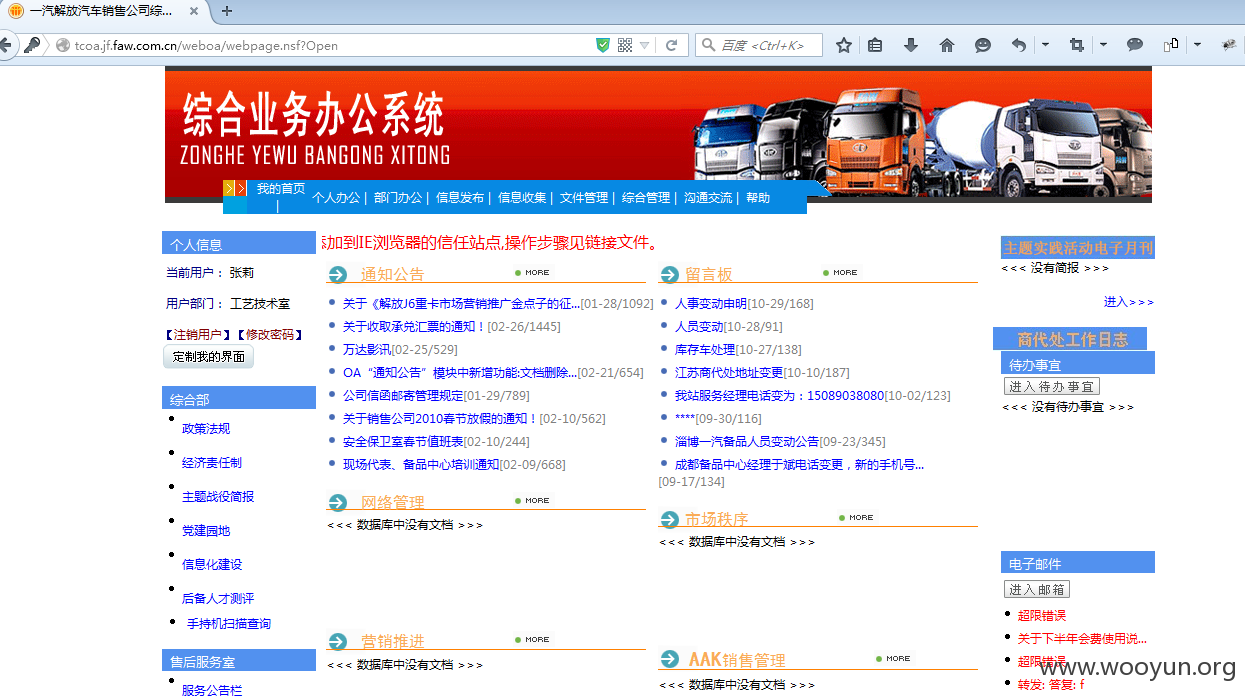 一汽解放汽车销售公司综...
tcoa.jf.faw.com.cn/weboa/webpage.nsf?Open
百度 <Ctrl+K>
综合业务办公系统
ZONGHE YEWU BANGONG XITONG
我的首页 | 个人办公 | 部门办公 | 信息发布 | 信息收集 | 文件管理 | 综合管理 | 沟通交流 | 帮助
个人信息
当前用户： 张莉
用户部门： 工艺技术室
【注销用户】【修改密码】
定制我的界面
综合部
政策法规
经济责任制
主题战役简报
党建园地
信息化建设
后备人才测评
手持机扫描查询
售后服务室
服务公告栏
添加到IE浏览器的信任站点,操作步骤见链接文件。
通知公告 MORE
关于《解放J6重卡市场营销推广金点子的征...[01-28/1092]
关于收取承兑汇票的通知！[02-26/1445]
万达影讯[02-25/529]
OA“通知公告”模块中新增功能:文档删除...[02-21/654]
公司信函邮寄管理规定[01-29/789]
关于销售公司2010春节放假的通知！[02-10/562]
安全保卫室春节值班表[02-10/244]
现场代表、备品中心培训通知[02-09/668]
网络管理 MORE
<<< 数据库中没有文档 >>>
营销推进 MORE
<<< 数据库中没有文档 >>>
留言板 MORE
人事变动申明[10-29/168]
人员变动[10-28/91]
库存车处理[10-27/138]
江苏商代处地址变更[10-10/187]
我站服务经理电话变为：15089038080[10-02/123]
****[09-30/116]
淄博一汽备品人员变动公告[09-23/345]
成都备品中心经理于斌电话变更，新的手机号...
[09-17/134]
市场秩序 MORE
<<< 数据库中没有文档 >>>
AAK销售管理 MORE
<<< 数据库中没有文档 >>>
主题实践活动电子月刊
<<< 没有简报 >>>
进入>>>
商代处工作日志
待办事宜
进入待办事宜
<<< 没有待办事宜 >>>
电子邮件
进入邮箱
超限错误
关于下半年会费使用说...
超限错误
转发: 答复: f
www.wooyun.org